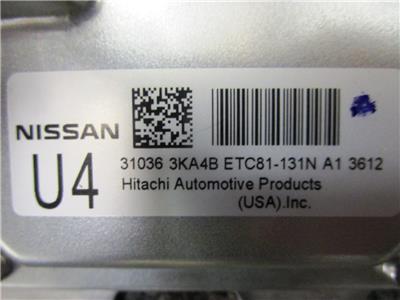 NISSAN
U4
31036 3KA4B ETC81-131N A1 3612
Hitachi Automotive Products
(USA).Inc.